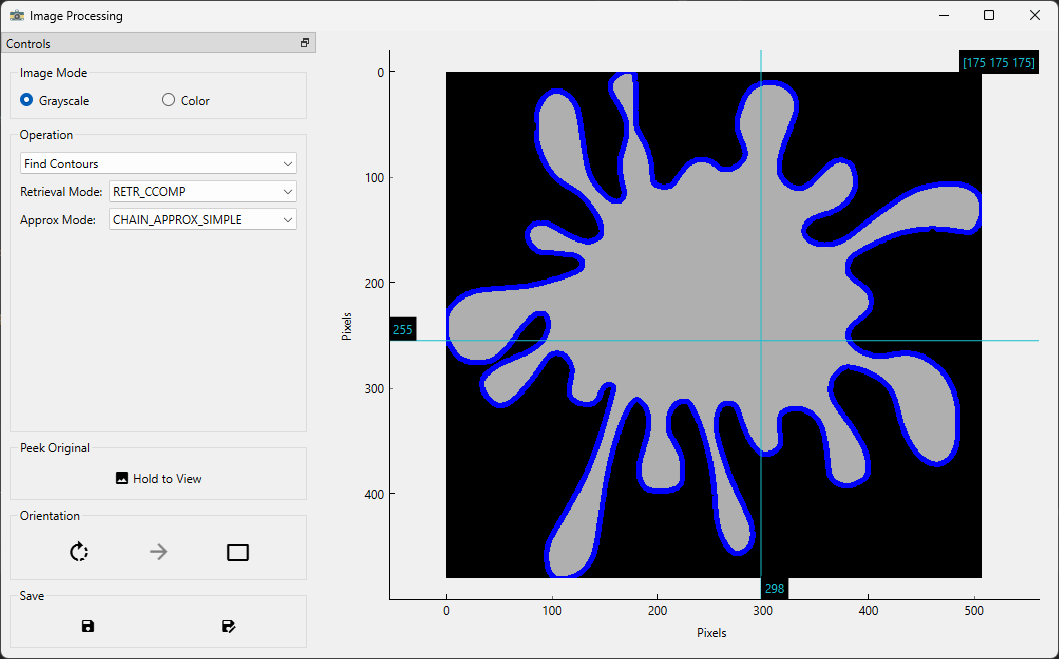 Image Processing
Controls
Image Mode
Grayscale
Color
Operation
Find Contours
Retrieval Mode: RETR_CCOMP
Approx Mode: CHAIN_APPROX_SIMPLE
Peek Original
Hold to View
Orientation
Save
[175 175 175]
0
100
200
300
400
Pixels
255
298
0 100 200 300 400 500
Pixels